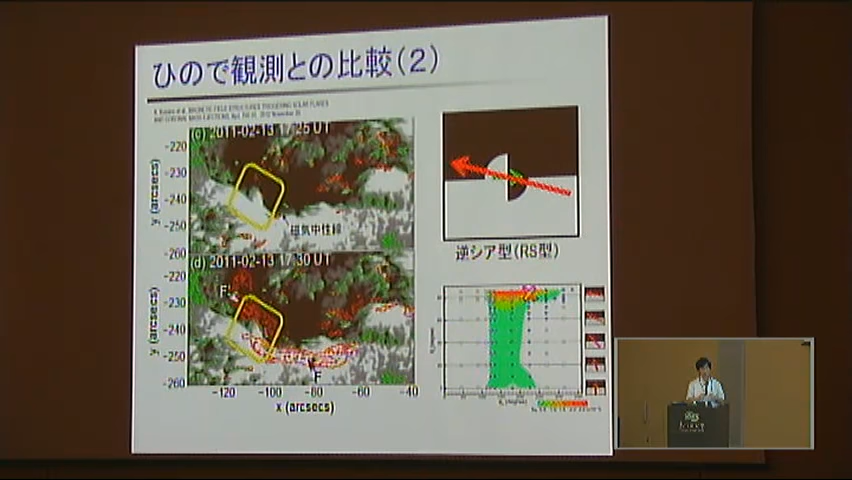 ひので観測との比較(2)
(c) 2011-02-13 17:25 UT
-220
-230
-240
-250
-260
y (arcsecs)
磁気中性線
(d) 2011-02-13 17:30 UT
-220
-230
-240
-250
-260
y (arcsecs)
F
F
-120
-100
-80
-60
-40
x (arcsecs)
逆シア型(RS型)